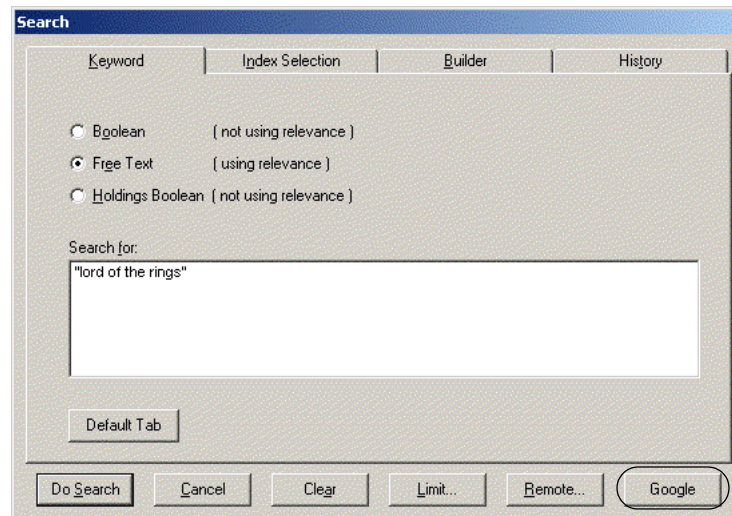 Search
Keyword Index Selection Builder History
Boolean ( not using relevance )
Free Text ( using relevance )
Holdings Boolean ( not using relevance )
Search for:
"lord of the rings"
Default Tab
Do Search Cancel Clear Limit... Remote... Google